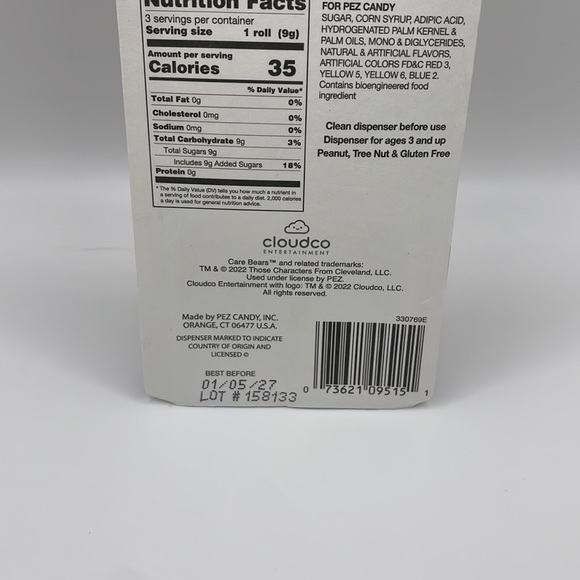 Nutrition Facts
3 servings per container
Serving size 1 roll (9g)
Amount per serving
Calories 35
% Daily Value*
Total Fat 0g 0%
Cholesterol 0mg 0%
Sodium 0mg 0%
Total Carbohydrate 9g 3%
Total Sugars 9g
Includes 9g Added Sugars 18%
Protein 0g
* The % Daily Value (DV) tells you how much a nutrient in
a serving of food contributes to a daily diet. 2,000 calories
a day is used for general nutrition advice.
FOR PEZ CANDY
SUGAR, CORN SYRUP, ADIPIC ACID,
HYDROGENATED PALM KERNEL &
PALM OILS, MONO & DIGLYCERIDES,
NATURAL & ARTIFICIAL FLAVORS,
ARTIFICIAL COLORS FD&C RED 3,
YELLOW 5, YELLOW 6, BLUE 2.
Contains bioengineered food
ingredient
Clean dispenser before use
Dispenser for ages 3 and up
Peanut, Tree Nut & Gluten Free
cloudco
ENTERTAINMENT
Care Bears™ and related trademarks:
TM & © 2022 Those Characters From Cleveland, LLC.
Used under license by PEZ.
Cloudco Entertainment with logo: TM & © 2022 Cloudco, LLC.
All rights reserved.
Made by PEZ CANDY, INC.
ORANGE, CT 06477 U.S.A.
DISPENSER MARKED TO INDICATE
COUNTRY OF ORIGIN AND
LICENSED ©
BEST BEFORE
01/05/27
LOT # 158133
330769E
0 73621 09515 1